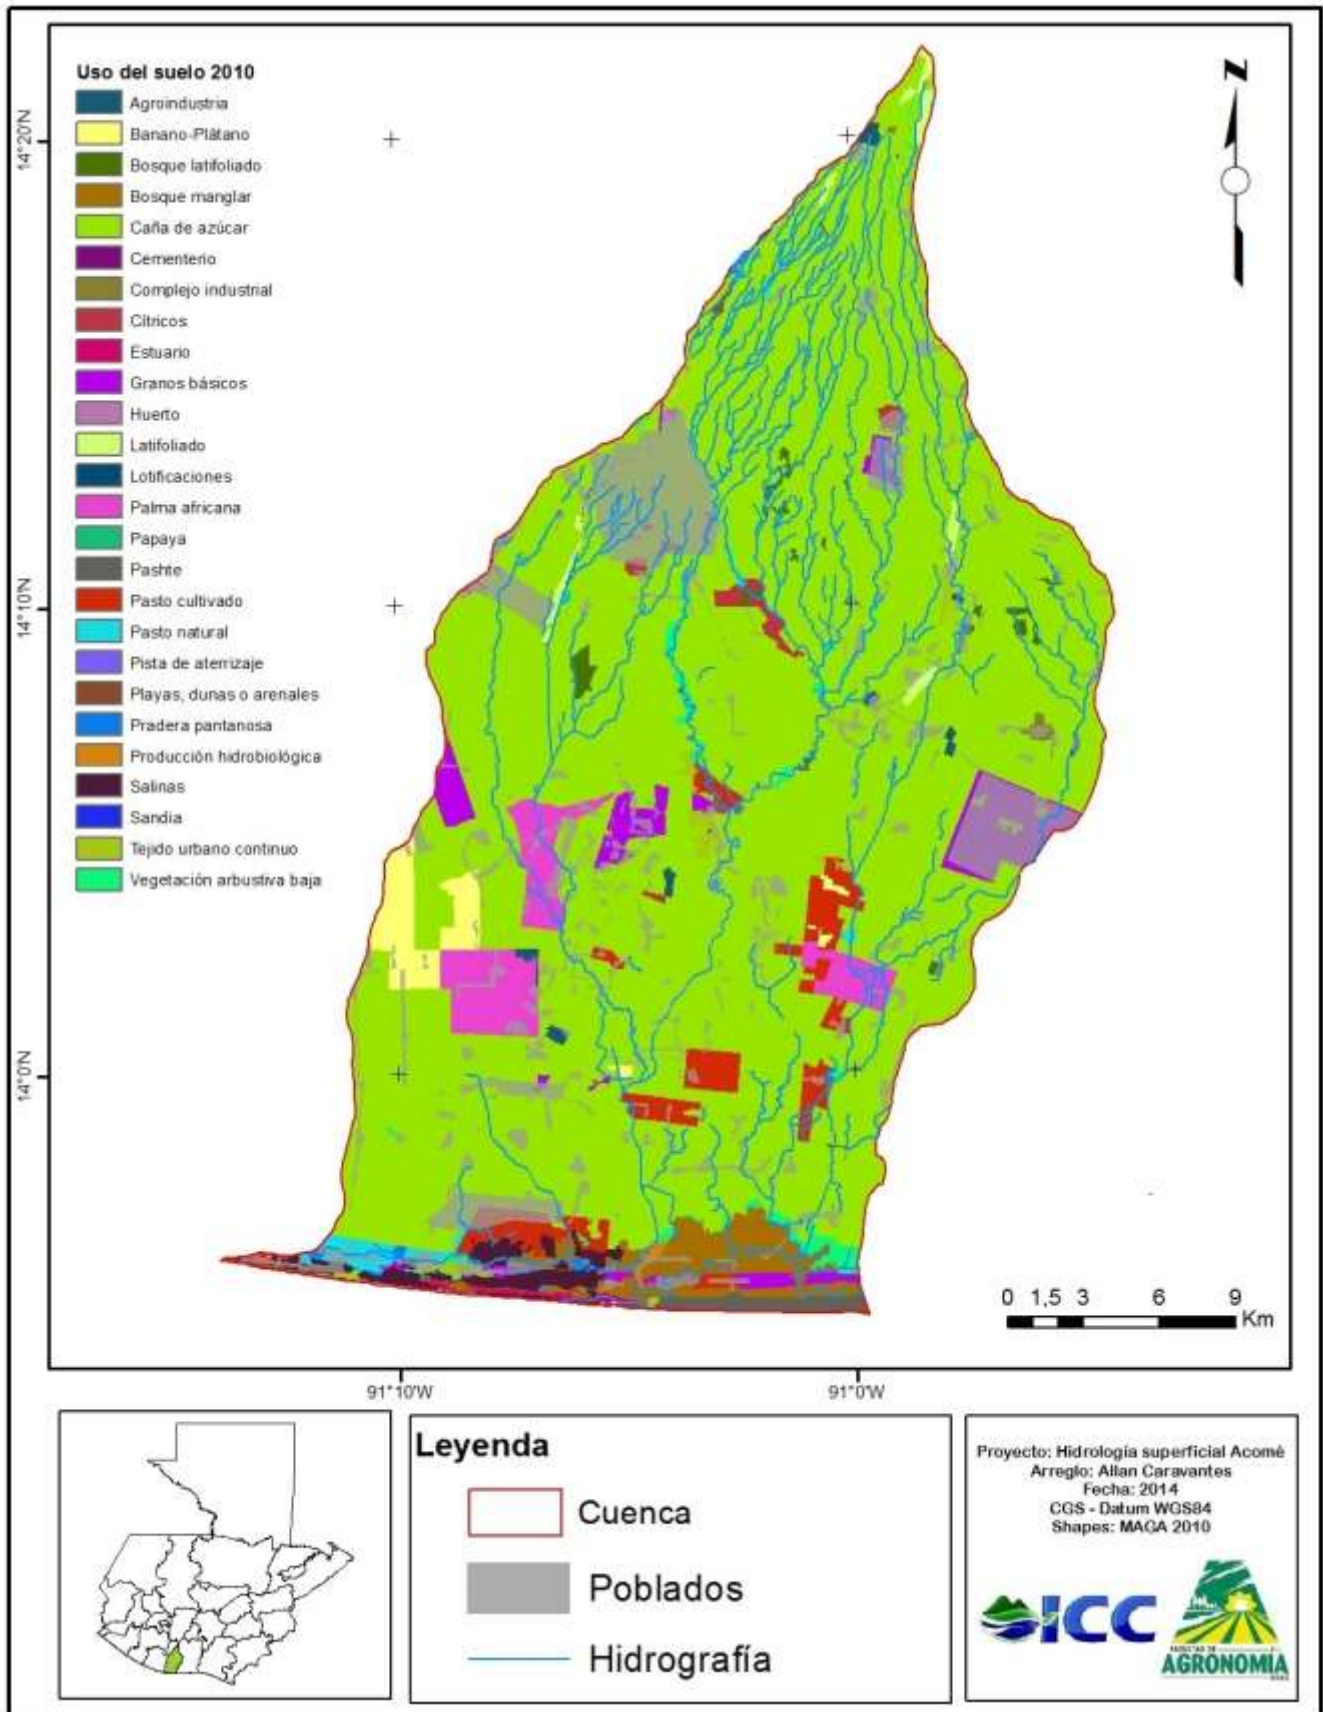 Uso del suelo 2010
Agroindustria
Banano-Plátano
Bosque latifoliado
Bosque manglar
Caña de azúcar
Cementerio
Complejo industrial
Cítricos
Estuario
Granos básicos
Huerto
Latifoliado
Lotificaciones
Palma africana
Papaya
Pashte
Pasto cultivado
Pasto natural
Pista de aterrizaje
Playas, dunas o arenales
Pradera pantanosa
Producción hidrobiológica
Salinas
Sandia
Tejido urbano continuo
Vegetación arbustiva baja
N
14°20'N
14°10'N
14°0'N
0 1,5 3 6 9
Km
91°10'W 91°0'W
Leyenda
Cuenca
Poblados
Hidrografía
Proyecto: Hidrología superficial Acomé
Arreglo: Allan Caravantes
Fecha: 2014
CGS - Datum WGS84
Shapes: MAGA 2010
ICC
FACULTAD DE
AGRONOMIA